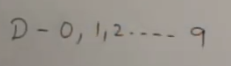 D - 0, 1, 2 ---- 9